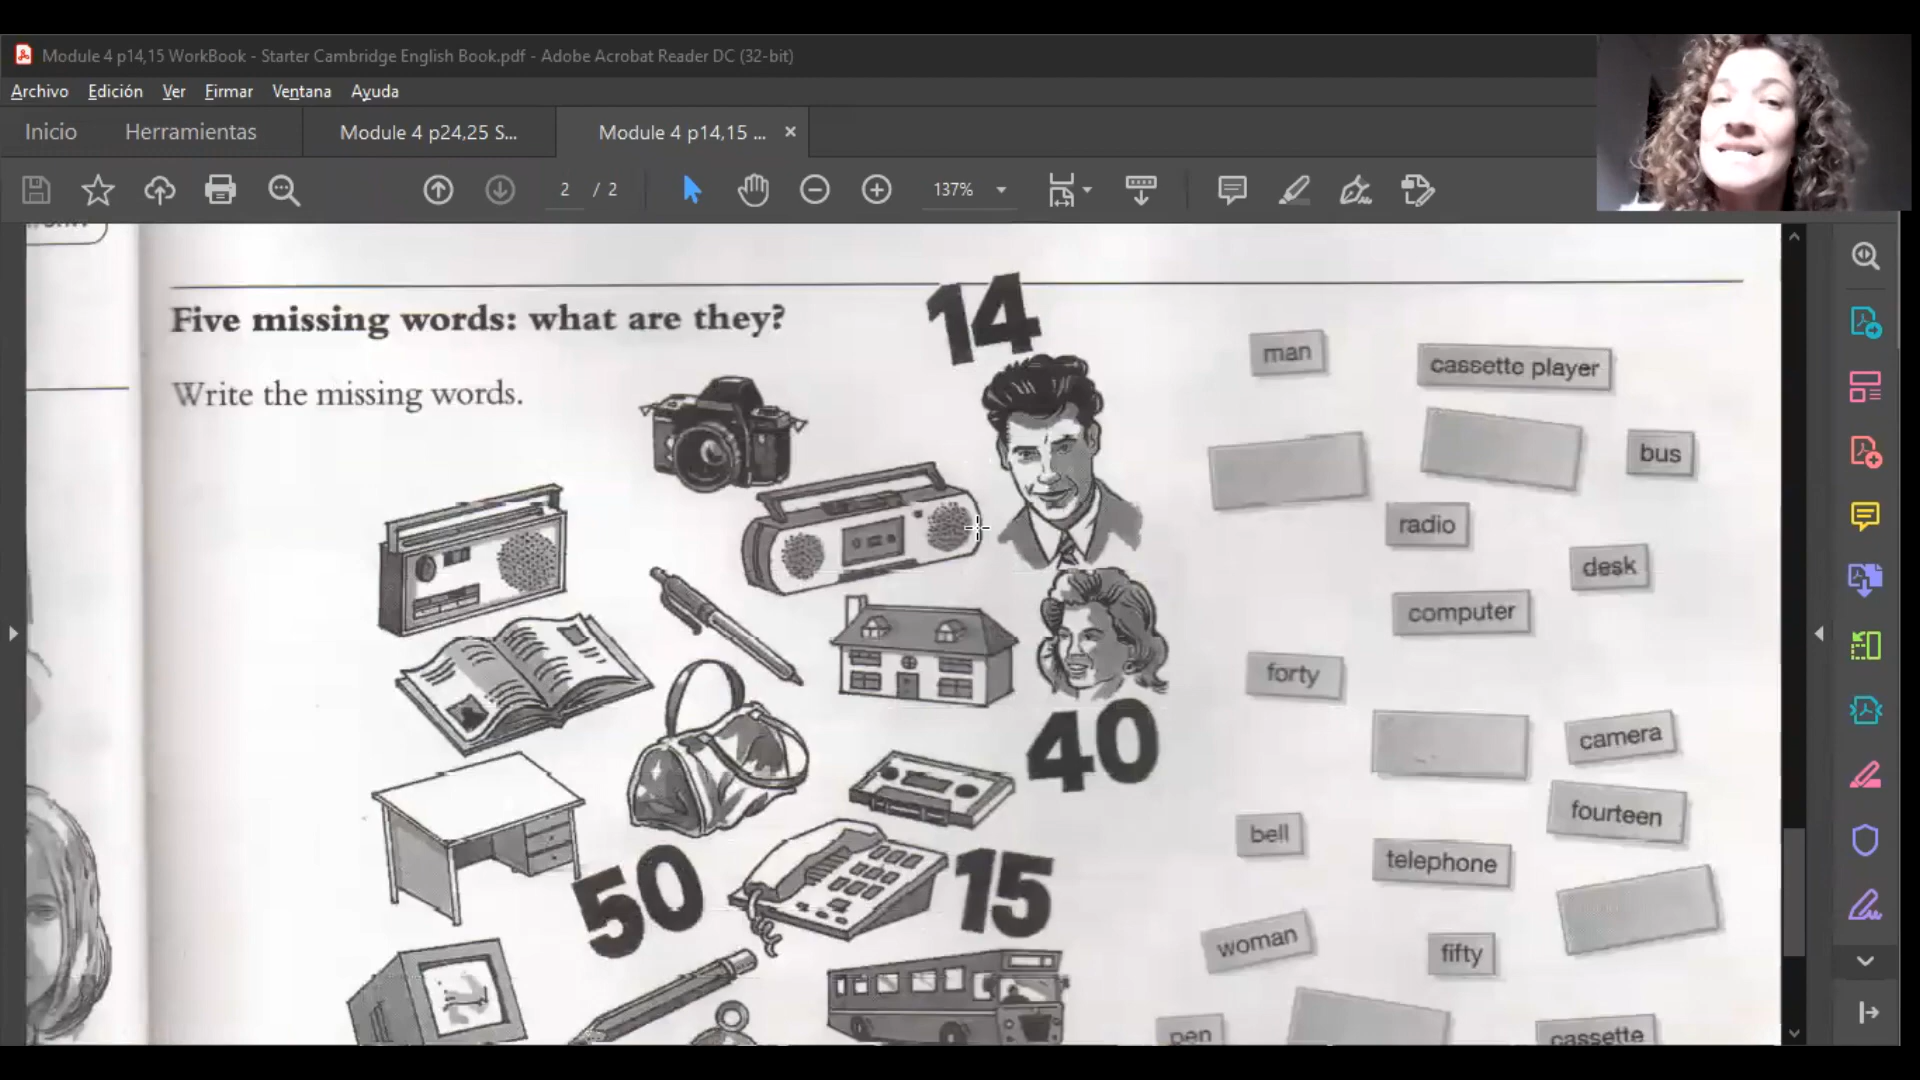 Module 4 p14,15 WorkBook - Starter Cambridge English Book.pdf - Adobe Acrobat Reader DC (32-bit)
Archivo Edición Ver Firmar Ventana Ayuda
Inicio Herramientas Module 4 p24,25 S... Module 4 p14,15 ...
2 / 2 137%
Five missing words: what are they?
Write the missing words.
14
man
cassette player
bus
radio
desk
computer
forty
40
camera
fourteen
bell
telephone
50
15
woman
fifty
pen
cassette